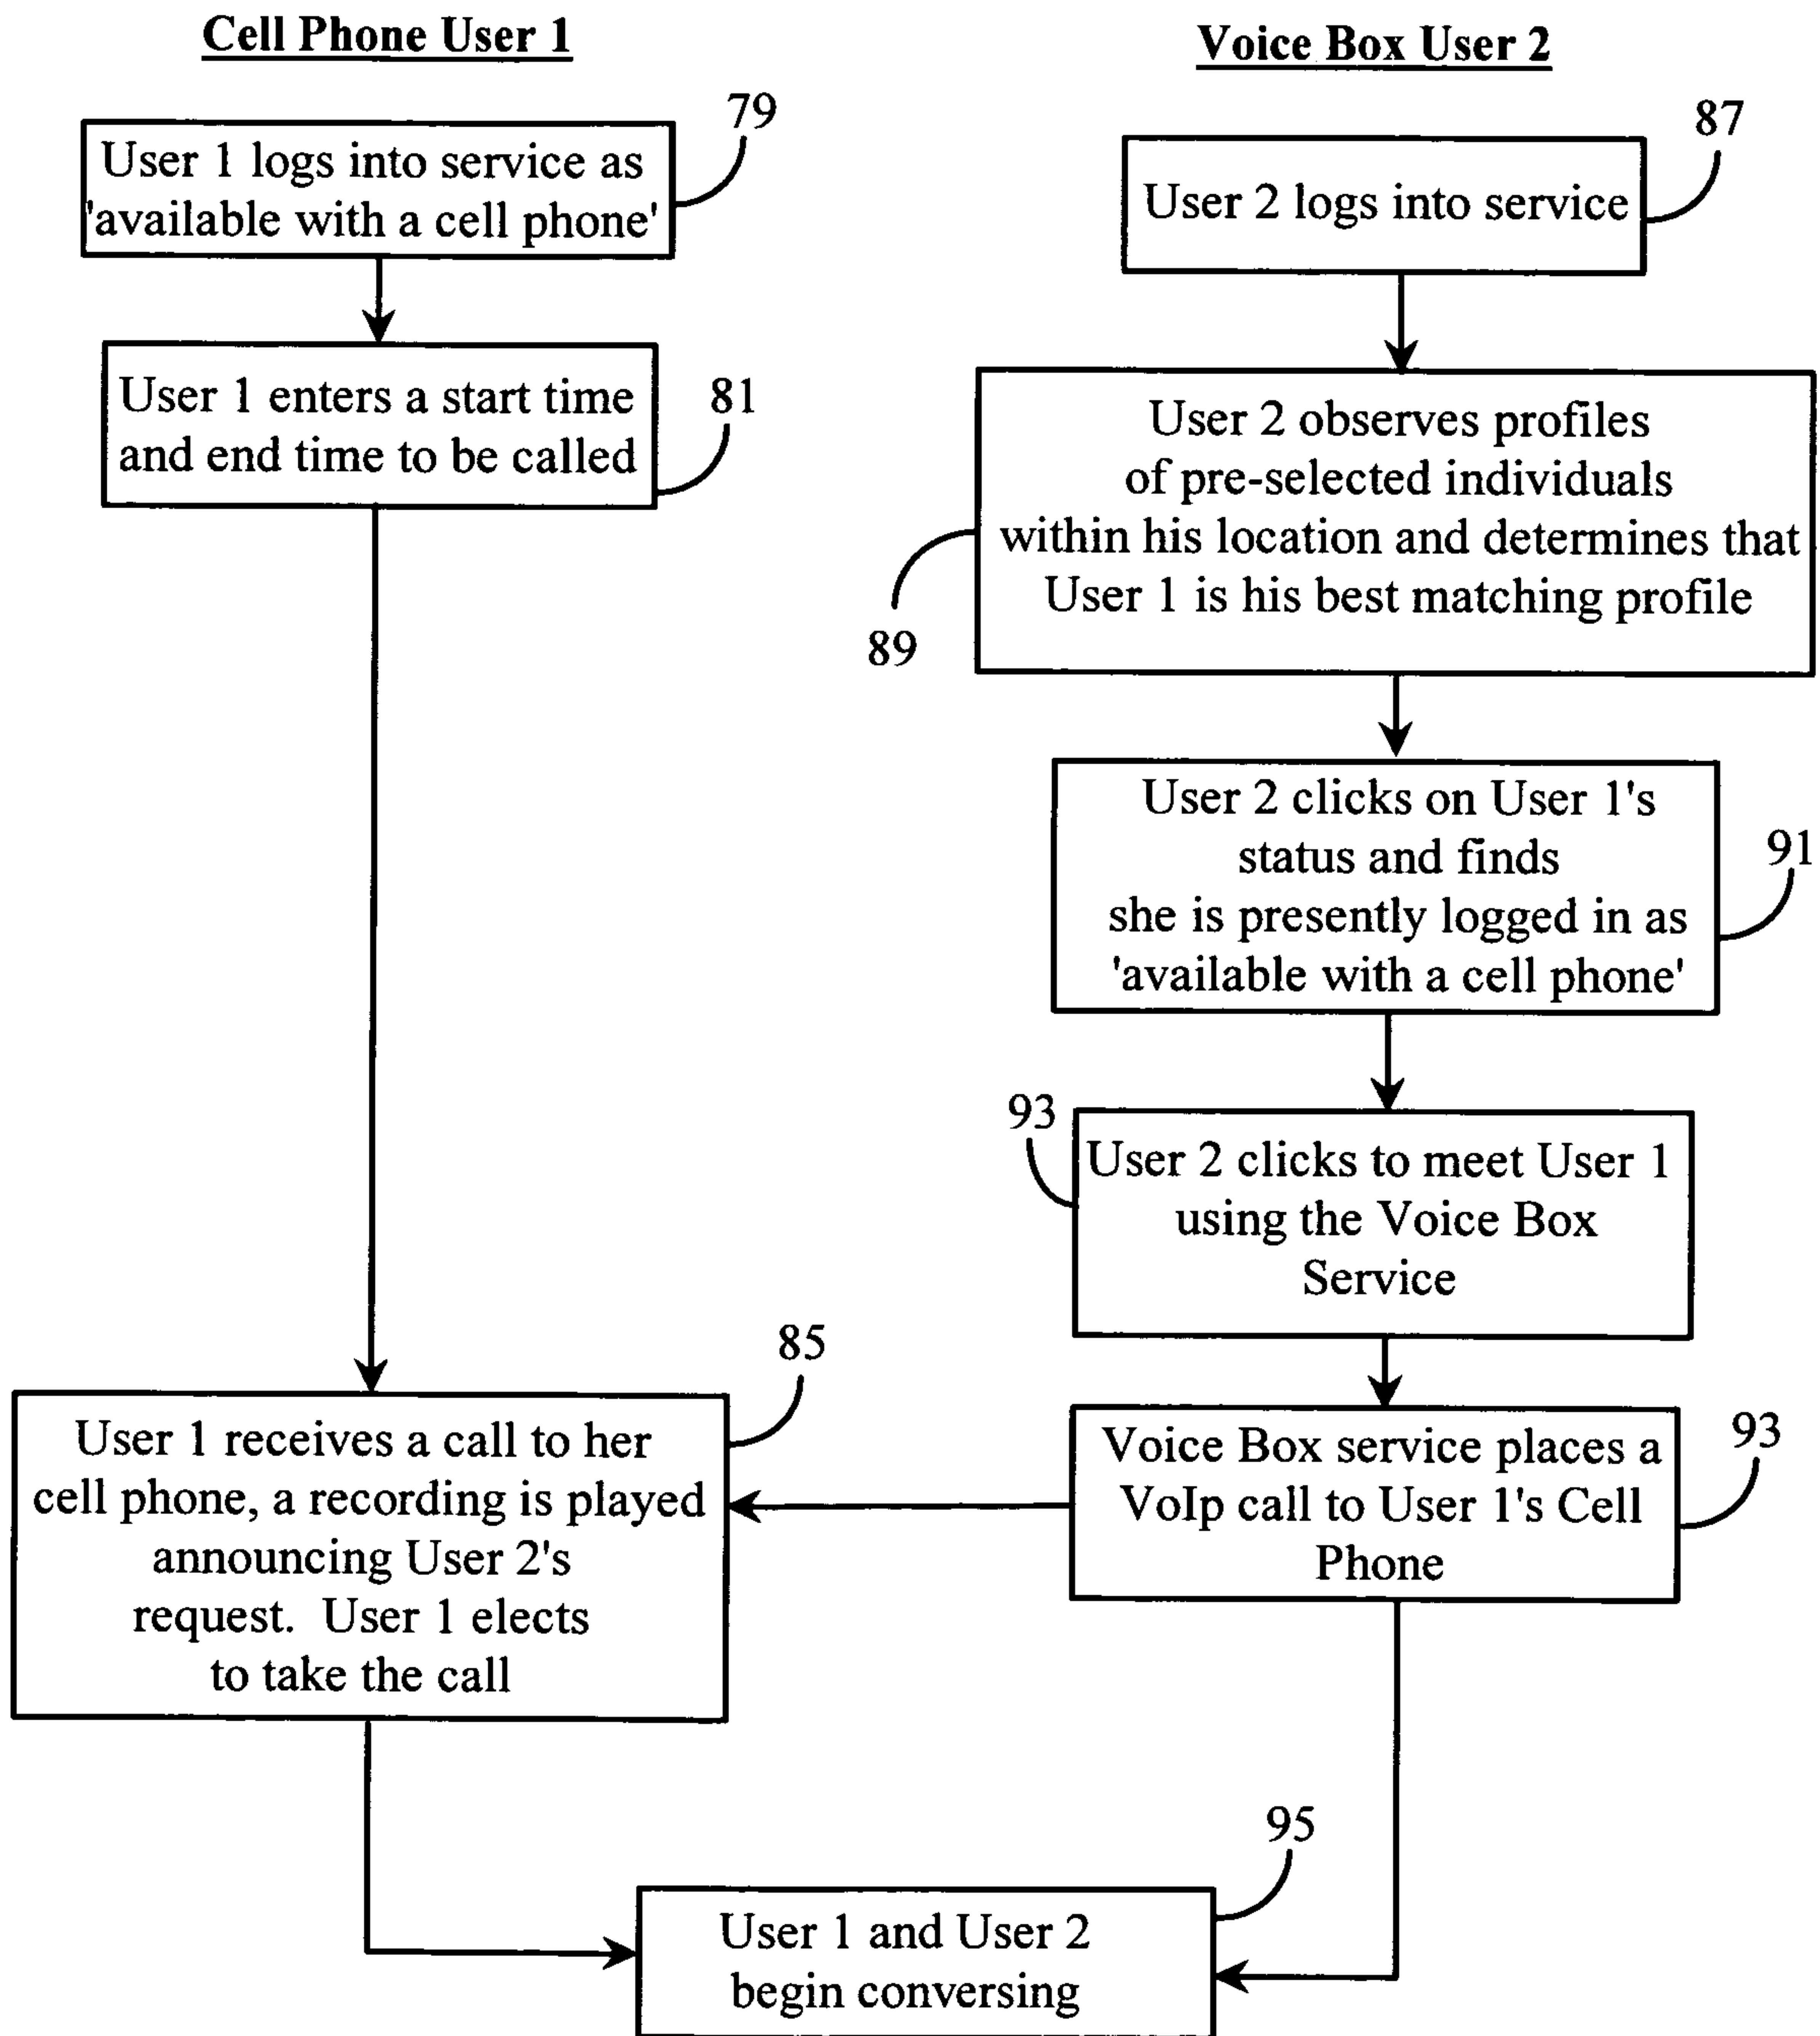 Cell Phone User 1
Voice Box User 2
79
User 1 logs into service as
'available with a cell phone'
87
User 2 logs into service
81
User 1 enters a start time
and end time to be called
89
User 2 observes profiles
of pre-selected individuals
within his location and determines that
User 1 is his best matching profile
91
User 2 clicks on User 1's
status and finds
she is presently logged in as
'available with a cell phone'
93
User 2 clicks to meet User 1
using the Voice Box
Service
85
User 1 receives a call to her
cell phone, a recording is played
announcing User 2's
request. User 1 elects
to take the call
93
Voice Box service places a
VoIp call to User 1's Cell
Phone
95
User 1 and User 2
begin conversing